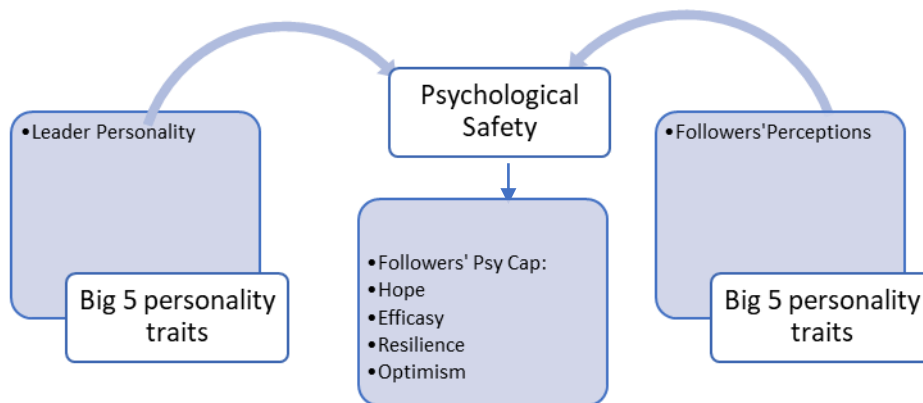 •Leader Personality
Big 5 personality
traits
Psychological
Safety
•Followers' Psy Cap:
•Hope
•Efficasy
•Resilience
•Optimism
•Followers'Perceptions
Big 5 personality
traits